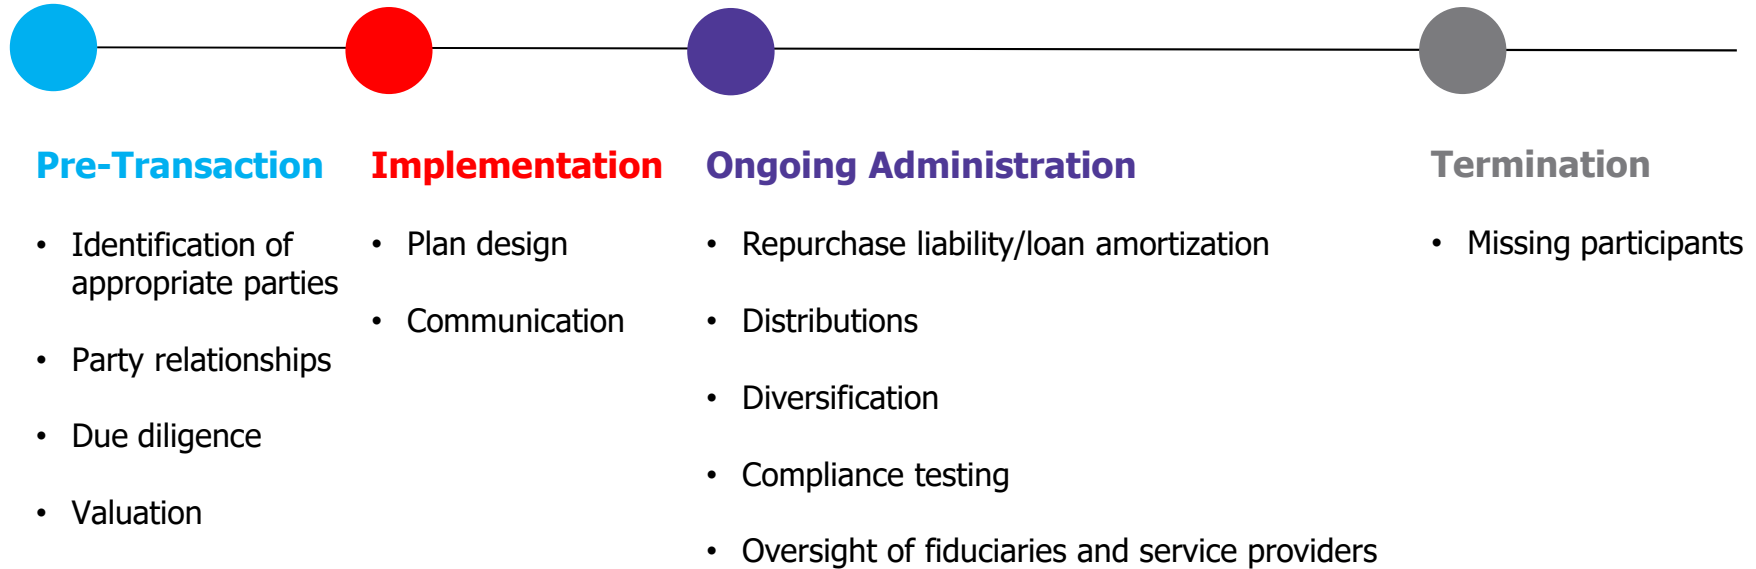 Pre-Transaction
• Identification of
appropriate parties
• Party relationships
• Due diligence
• Valuation
Implementation
• Plan design
• Communication
Ongoing Administration
• Repurchase liability/loan amortization
• Distributions
• Diversification
• Compliance testing
• Oversight of fiduciaries and service providers
Termination
• Missing participants